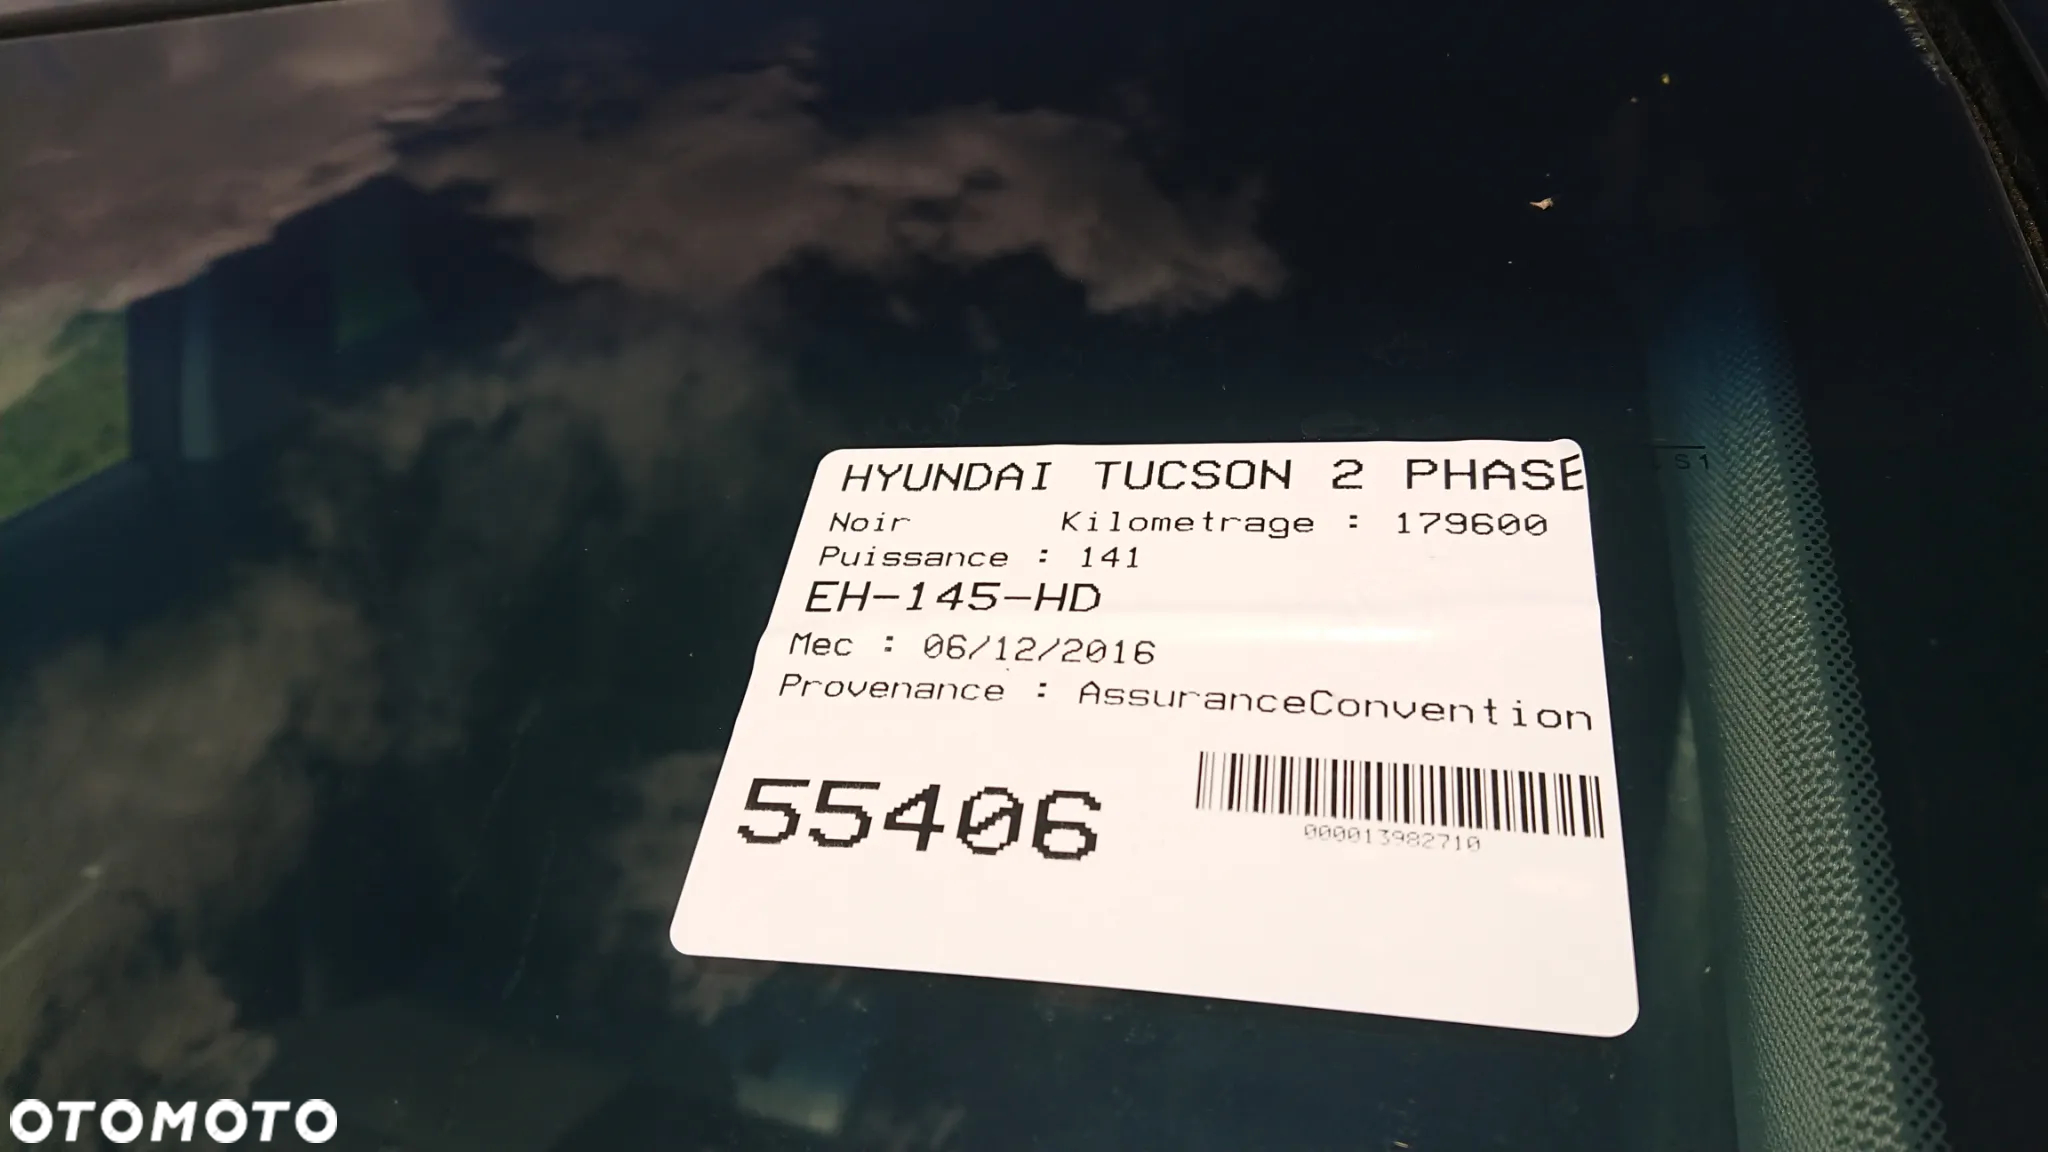 HYUNDAI TUCSON 2 PHASE
Noir Kilometrage : 179600
Puissance : 141
EH-145-HD
Mec : 06/12/2016
Provenance : AssuranceConvention
55406
000013982710
OTOMOTO